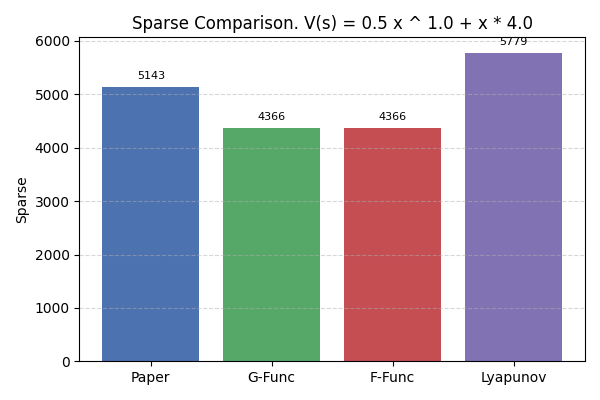 Sparse Comparison. V(s) = 0.5 x ^ 1.0 + x * 4.0
Sparse
6000
5000
4000
3000
2000
1000
0
5143
4366
4366
5779
Paper
G-Func
F-Func
Lyapunov